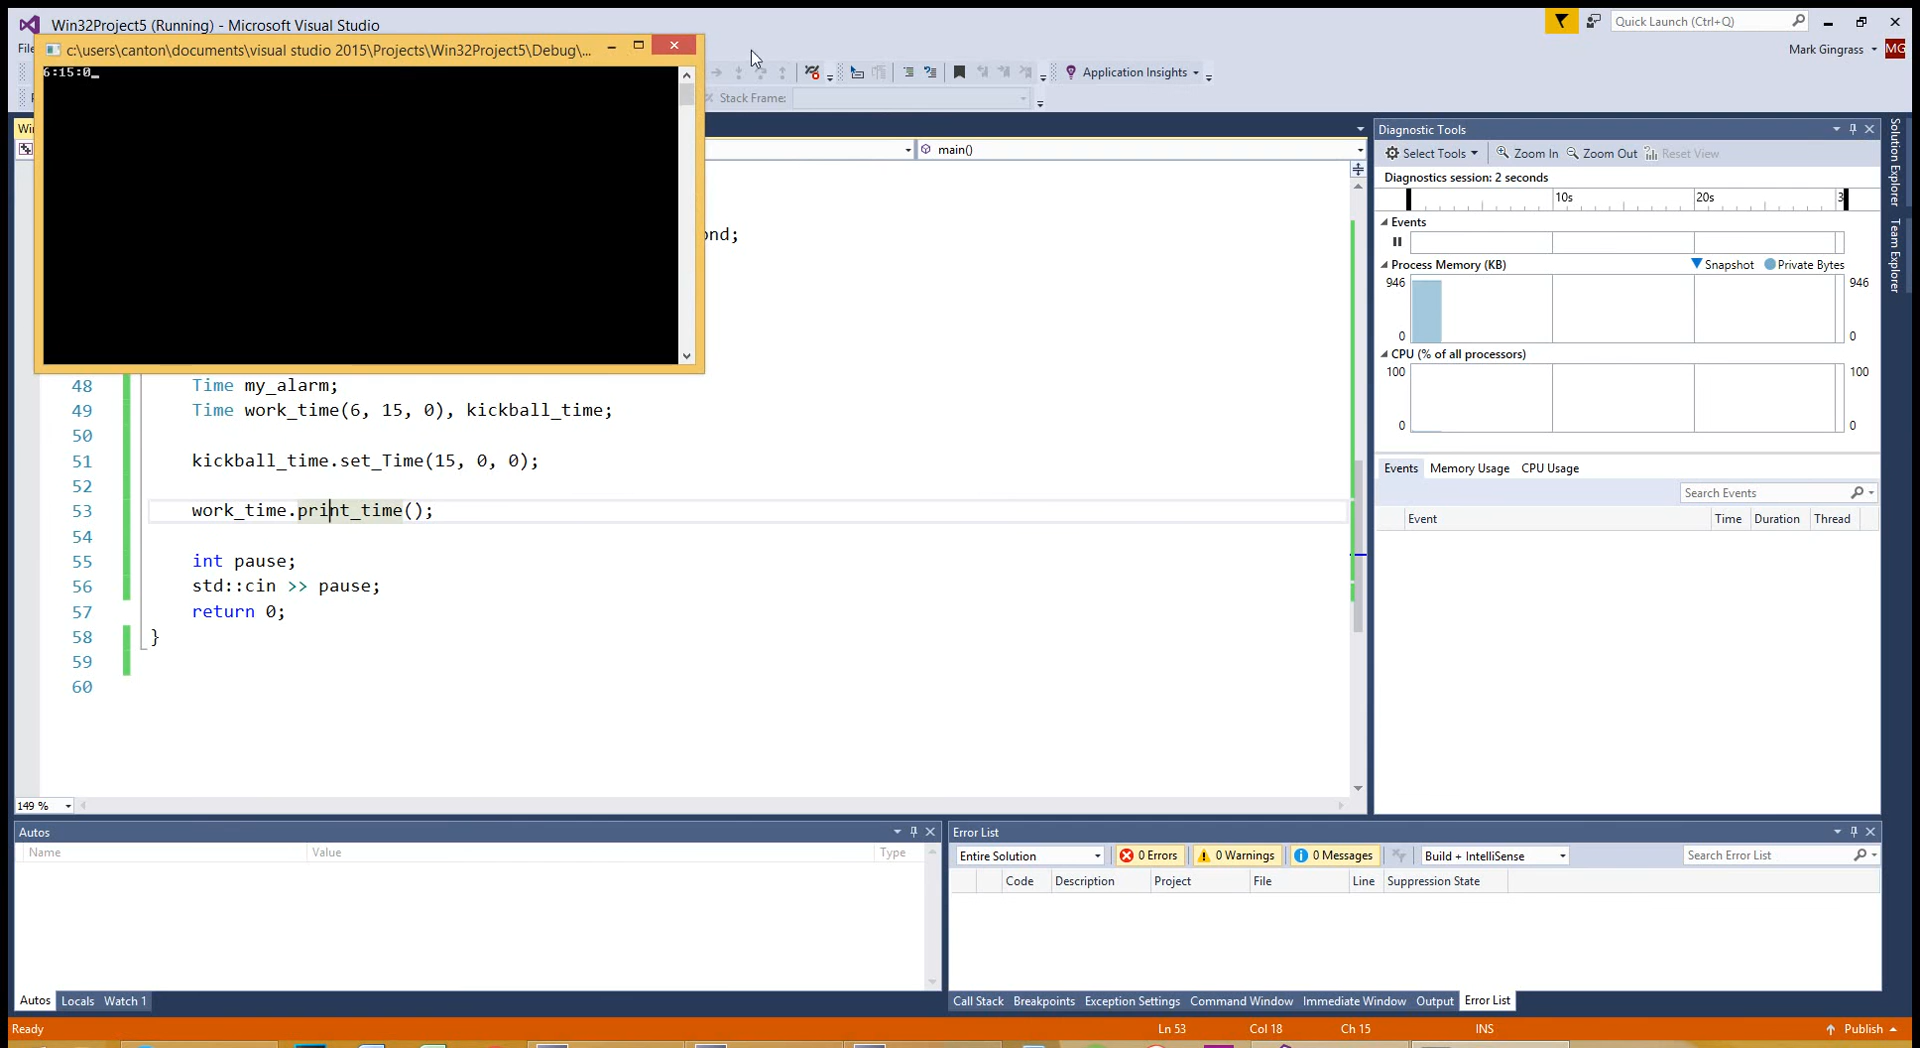 Win32Project5 (Running) - Microsoft Visual Studio
Quick Launch (Ctrl+Q)
Mark Gingrass
MG
c:\users\canton\documents\visual studio 2015\Projects\Win32Project5\Debug\...
6:15:0_
Application Insights
Stack Frame:
main()
ond;
48 Time my_alarm;
49 Time work_time(6, 15, 0), kickball_time;
50
51 kickball_time.set_Time(15, 0, 0);
52
53 work_time.print_time();
54
55 int pause;
56 std::cin >> pause;
57 return 0;
58 }
59
60
149 %
Diagnostic Tools
Select Tools Zoom In Zoom Out Reset View
Diagnostics session: 2 seconds
10s 20s 3
Events
Process Memory (KB) Snapshot Private Bytes
946 946
0 0
CPU (% of all processors)
100 100
0 0
Events Memory Usage CPU Usage
Search Events
Event Time Duration Thread
Solution Explorer
Team Explorer
Autos
Name Value Type
Autos Locals Watch 1
Error List
Entire Solution 0 Errors 0 Warnings 0 Messages Build + IntelliSense Search Error List
Code Description Project File Line Suppression State
Call Stack Breakpoints Exception Settings Command Window Immediate Window Output Error List
Ready Ln 53 Col 18 Ch 15 INS Publish